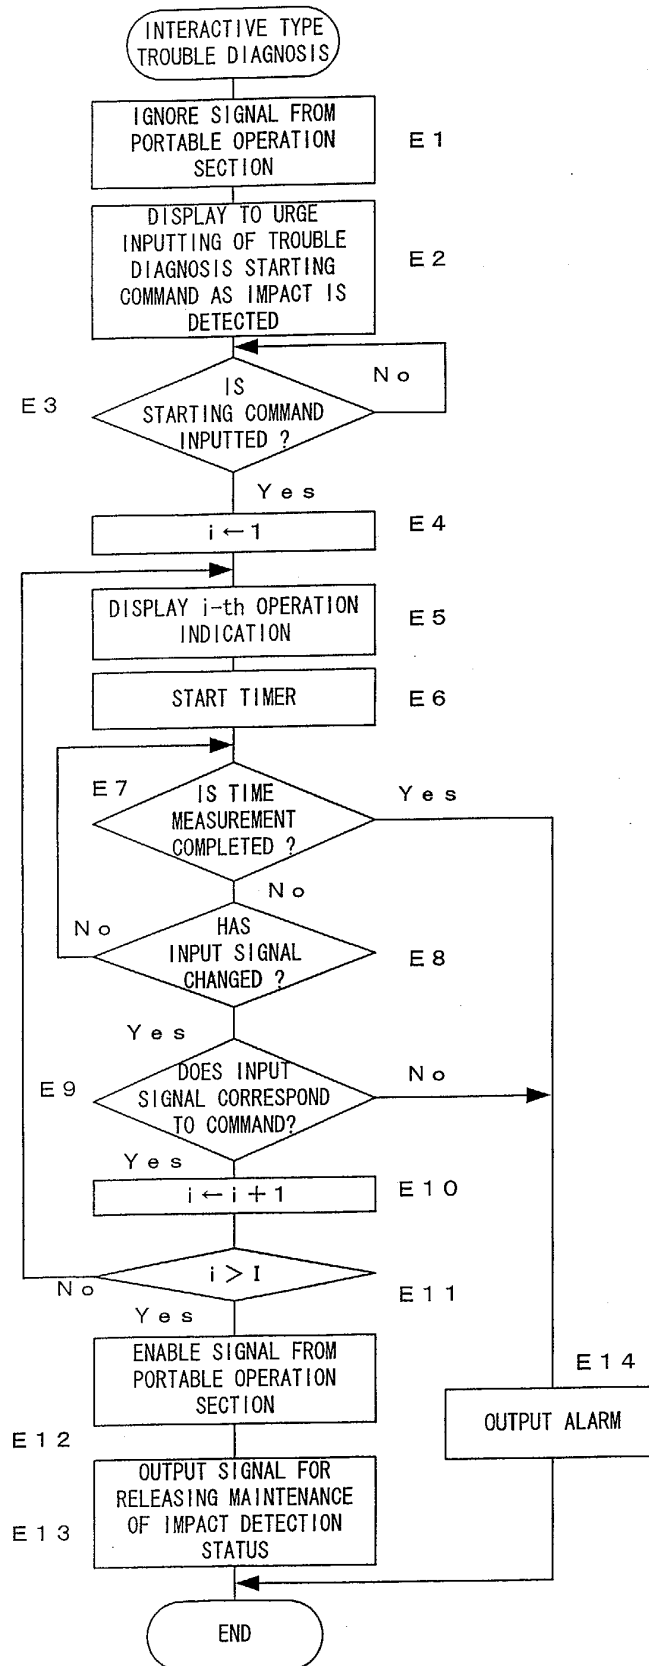 INTERACTIVE TYPE
TROUBLE DIAGNOSIS
IGNORE SIGNAL FROM
PORTABLE OPERATION
SECTION
E1
DISPLAY TO URGE
INPUTTING OF TROUBLE
DIAGNOSIS STARTING
COMMAND AS IMPACT IS
DETECTED
E2
No
E3
IS
STARTING COMMAND
INPUTTED ?
Yes
i ← 1
E4
DISPLAY i-th OPERATION
INDICATION
E5
START TIMER
E6
E7
IS TIME
MEASUREMENT
COMPLETED ?
Yes
No
No
HAS
INPUT SIGNAL
CHANGED ?
E8
Yes
E9
DOES INPUT
SIGNAL CORRESPOND
TO COMMAND?
No
Yes
i ← i + 1
E10
i > I
No
E11
Yes
ENABLE SIGNAL FROM
PORTABLE OPERATION
SECTION
E12
E14
OUTPUT ALARM
OUTPUT SIGNAL FOR
RELEASING MAINTENANCE
OF IMPACT DETECTION
STATUS
E13
END